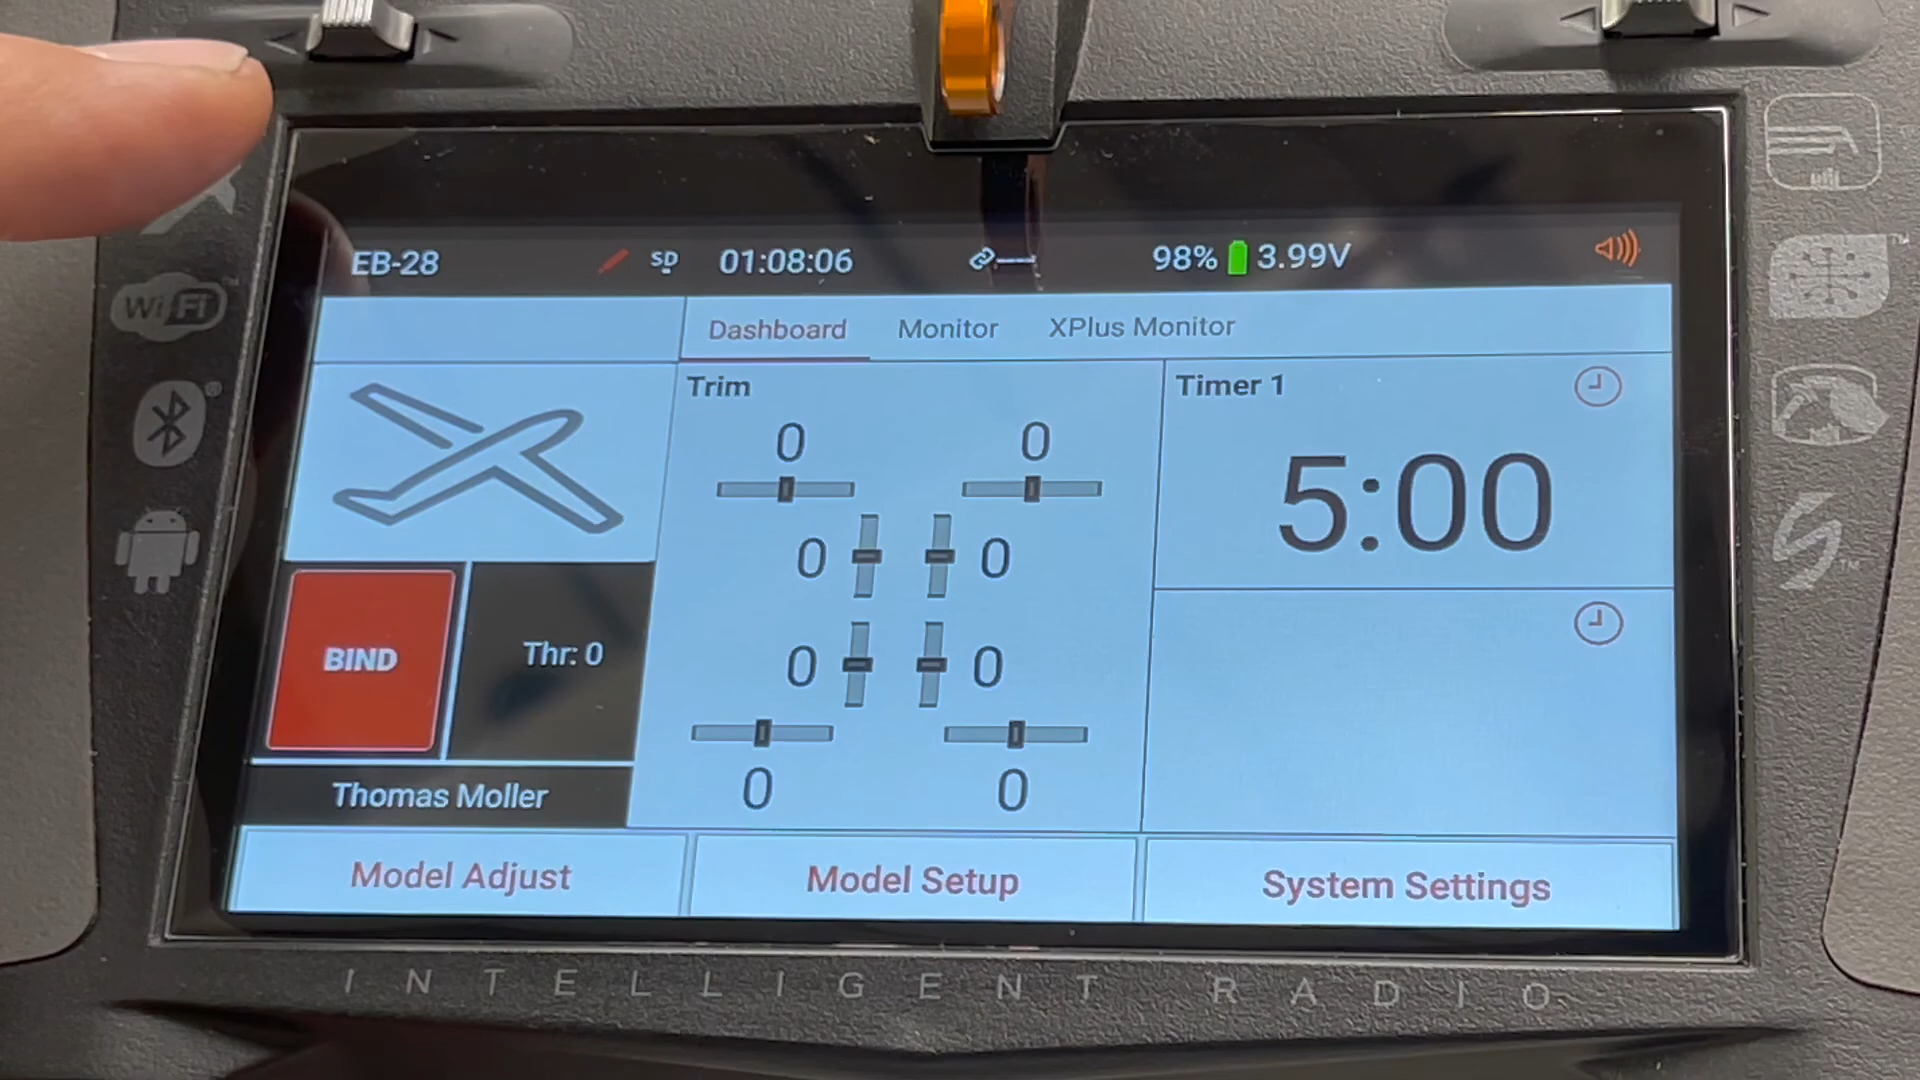 EB-28 SD 01:08:06 98% 3.99V
Dashboard Monitor XPlus Monitor
Trim
0 0
0 0
0 0
0 0
Timer 1
5:00
BIND
Thr: 0
Thomas Moller
Model Adjust Model Setup System Settings
WiFi
INTELLIGENT RADIO